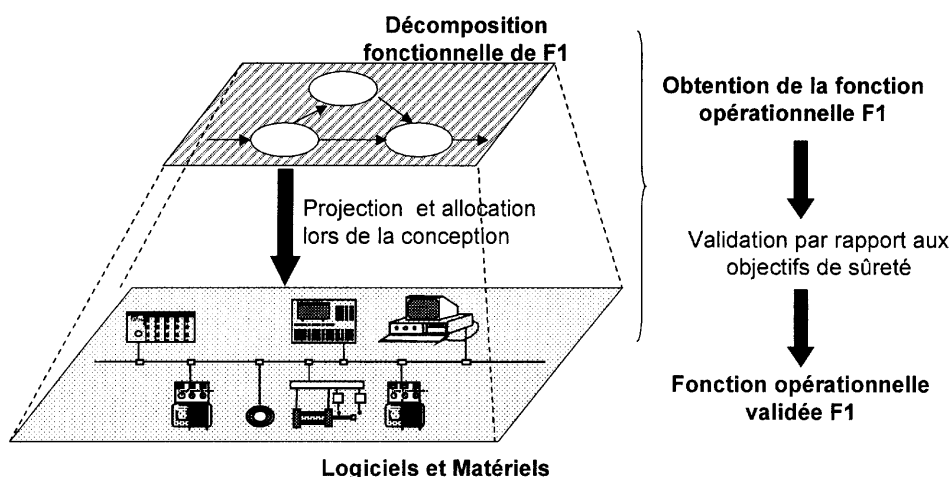 Décomposition
fonctionnelle de F1
Obtention de la fonction
opérationnelle F1
Projection et allocation
lors de la conception
Validation par rapport aux
objectifs de sûreté
Fonction opérationnelle
validée F1
Logiciels et Matériels